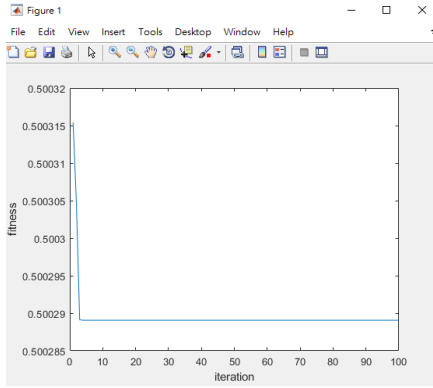 Figure 1
File Edit View Insert Tools Desktop Window Help
0.50032
0.500315
0.50031
0.500305
0.5003
0.500295
0.50029
0.500285
fitness
0 10 20 30 40 50 60 70 80 90 100
iteration